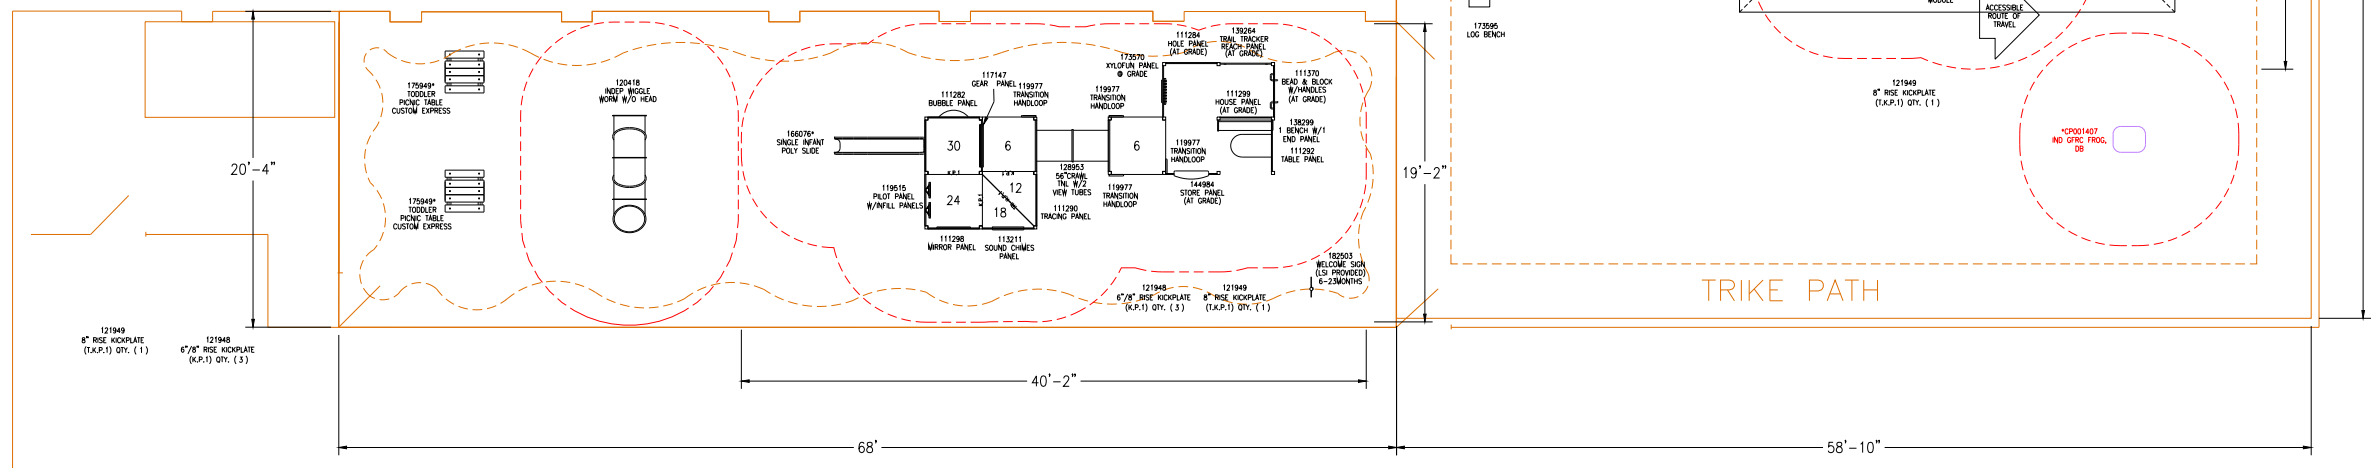 175949*
TODDLER
PICNIC TABLE
CUSTOM EXPRESS
120418
INDEP WIGGLE
WORM W/O HEAD
111282
BUBBLE PANEL
117147
GEAR PANEL
119977
TRANSITION
HANDLOOP
173570
XYLOFUN PANEL
@ GRADE
111284
HOLE PANEL
(AT GRADE)
139264
TRAIL TRACKER
REACH PANEL
(AT GRADE)
119977
TRANSITION
HANDLOOP
111299
HOUSE PANEL
(AT GRADE)
111370
BEAD & BLOCK
W/HANDLES
(AT GRADE)
138299
1 BENCH W/1
END PANEL
111292
TABLE PANEL
166076*
SINGLE INFANT
POLY SLIDE
30
6
6
119977
TRANSITION
HANDLOOP
K.P.1
K.P.1
K.P.1
24
12
18
128953
56"CRAWL
TNL W/2
VIEW TUBES
119977
TRANSITION
HANDLOOP
144984
STORE PANEL
(AT GRADE)
119515
PILOT PANEL
W/INFILL PANELS
111290
TRACING PANEL
111298
MIRROR PANEL
113211
SOUND CHIMES
PANEL
175949*
TODDLER
PICNIC TABLE
CUSTOM EXPRESS
182503
WELCOME SIGN
(LSI PROVIDED)
6-23MONTHS
121948
6"/8" RISE KICKPLATE
(K.P.1) QTY. ( 3 )
121949
8" RISE KICKPLATE
(T.K.P.1) QTY. ( 1 )
20'-4"
19'-2"
121949
8" RISE KICKPLATE
(T.K.P.1) QTY. ( 1 )
121948
6"/8" RISE KICKPLATE
(K.P.1) QTY. ( 3 )
40'-2"
68'
58'-10"
173595
LOG BENCH
MODULE
ACCESSIBLE
ROUTE OF
TRAVEL
121949
8" RISE KICKPLATE
(T.K.P.1) QTY. ( 1 )
*CP001407
IND GFRC FROG,
DB
TRIKE PATH